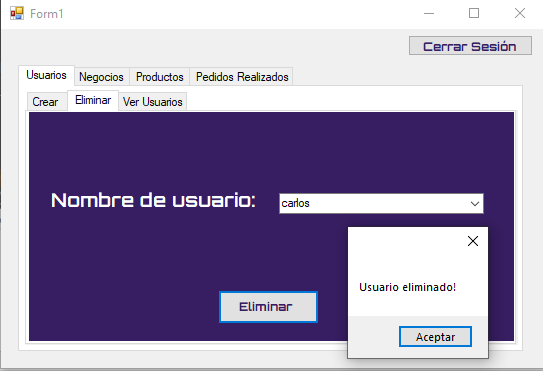 Form1
Cerrar Sesión
Usuarios Negocios Productos Pedidos Realizados
Crear Eliminar Ver Usuarios
Nombre de usuario: carlos
Usuario eliminado!
Eliminar
Aceptar